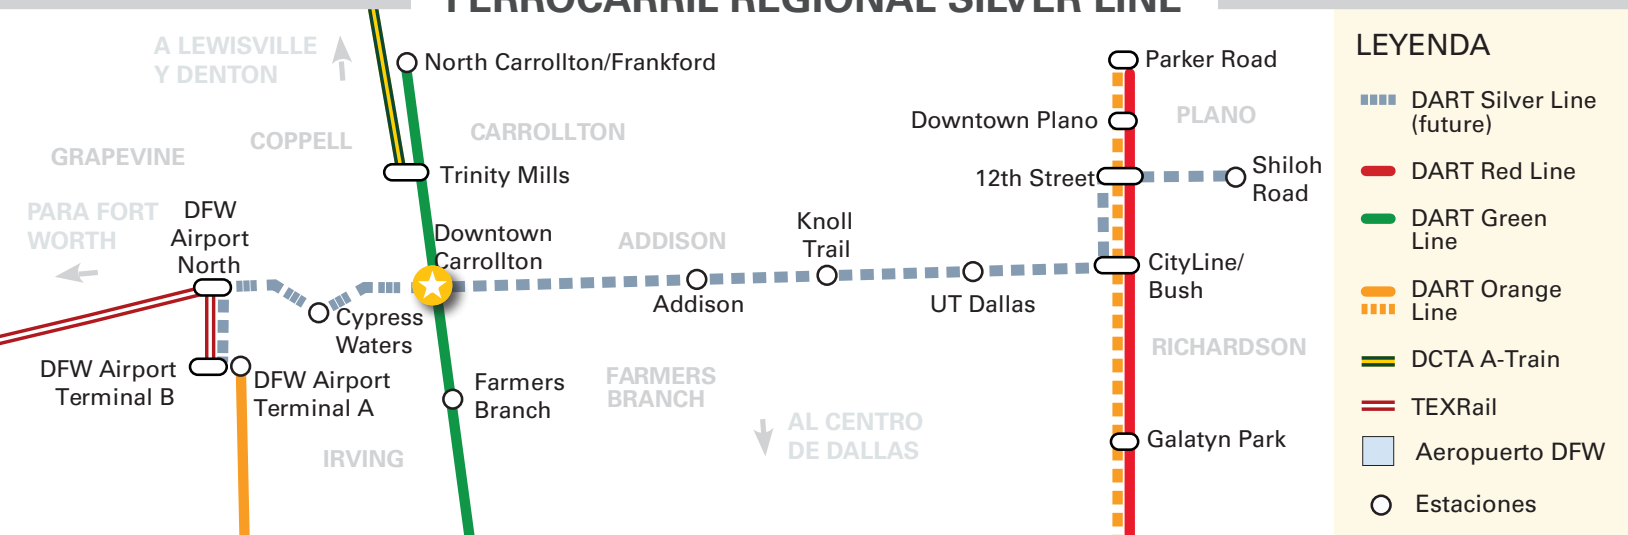 FERROCARRIL REGIONAL SILVER LINE
A LEWISVILLE
Y DENTON
North Carrollton/Frankford
Parker Road
Downtown Plano
PLANO
CARROLLTON
COPPELL
GRAPEVINE
Trinity Mills
12th Street
Shiloh
Road
PARA FORT
WORTH
DFW
Airport
North
Downtown
Carrollton
ADDISON
Knoll
Trail
CityLine/
Bush
Addison
UT Dallas
Cypress
Waters
RICHARDSON
DFW Airport
Terminal B
DFW Airport
Terminal A
Farmers
Branch
FARMERS
BRANCH
AL CENTRO
DE DALLAS
Galatyn Park
IRVING
LEYENDA
DART Silver Line
(future)
DART Red Line
DART Green
Line
DART Orange
Line
DCTA A-Train
TEXRail
Aeropuerto DFW
Estaciones